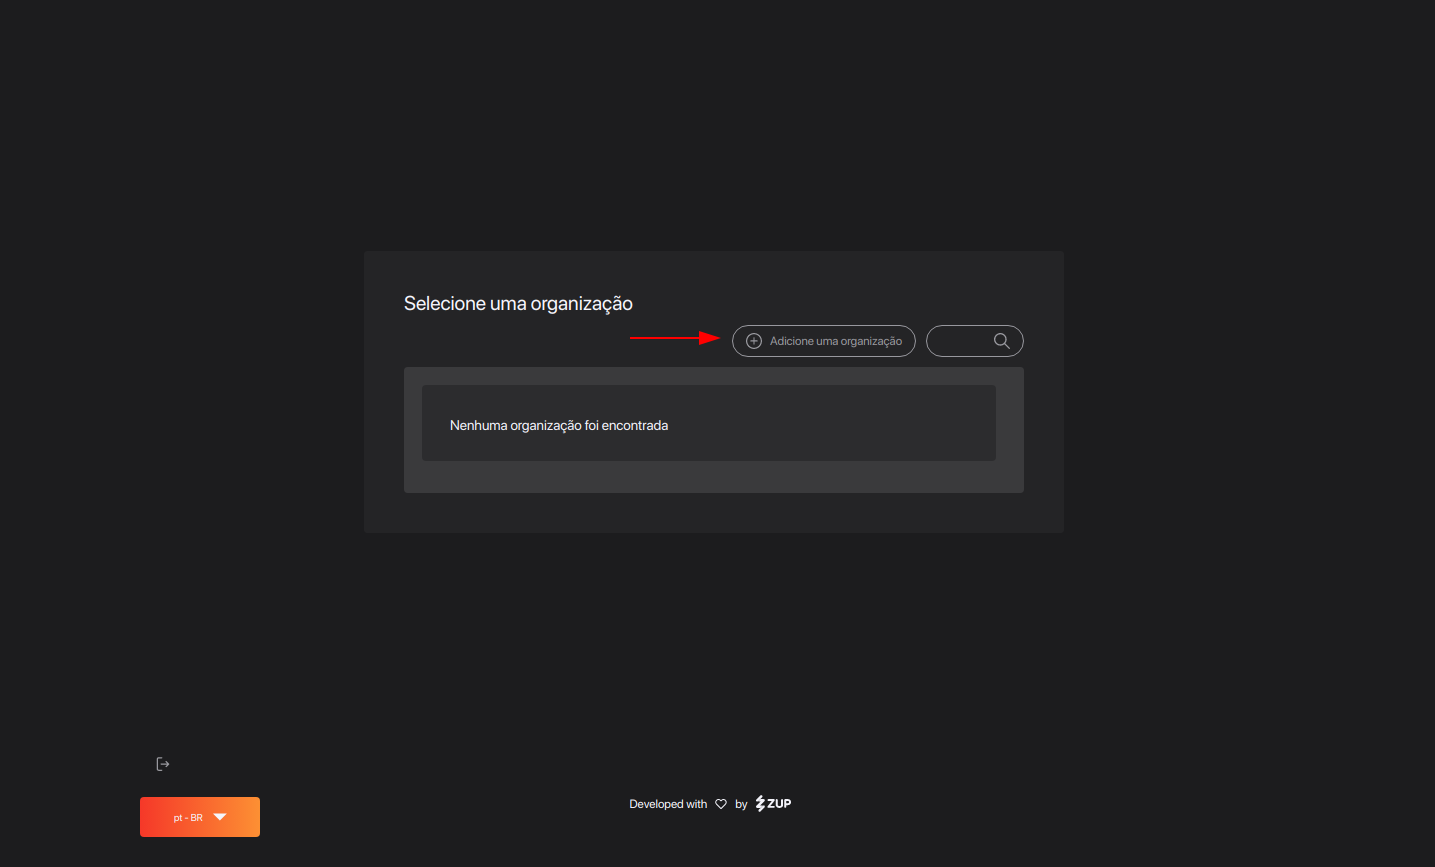 Selecione uma organização
Adicione uma organização
Nenhuma organização foi encontrada
pt - BR
Developed with by ZUP